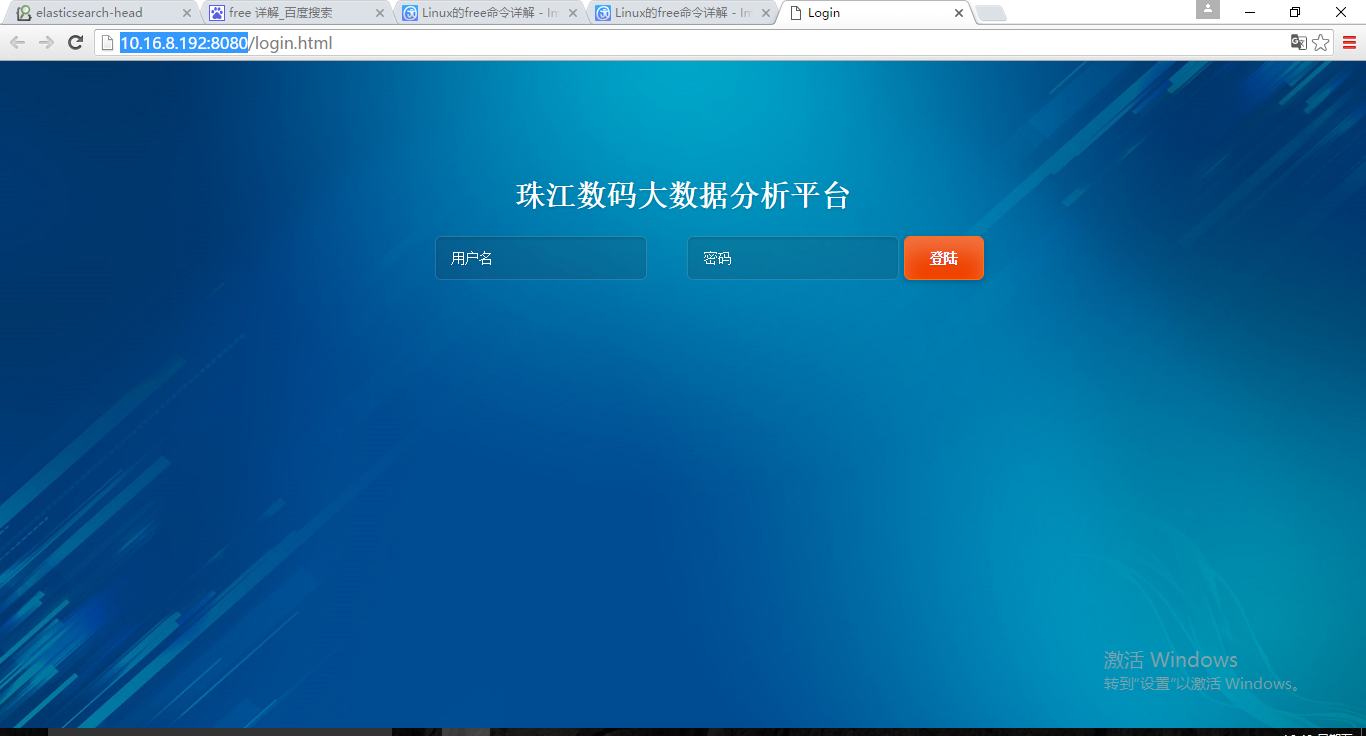 elasticsearch-head
free 详解_百度搜索
Linux的free命令详解 - Im
Linux的free命令详解 - Im
Login
10.16.8.192:8080/login.html
珠江数码大数据分析平台
用户名
密码
登陆
激活 Windows
转到“设置”以激活 Windows。